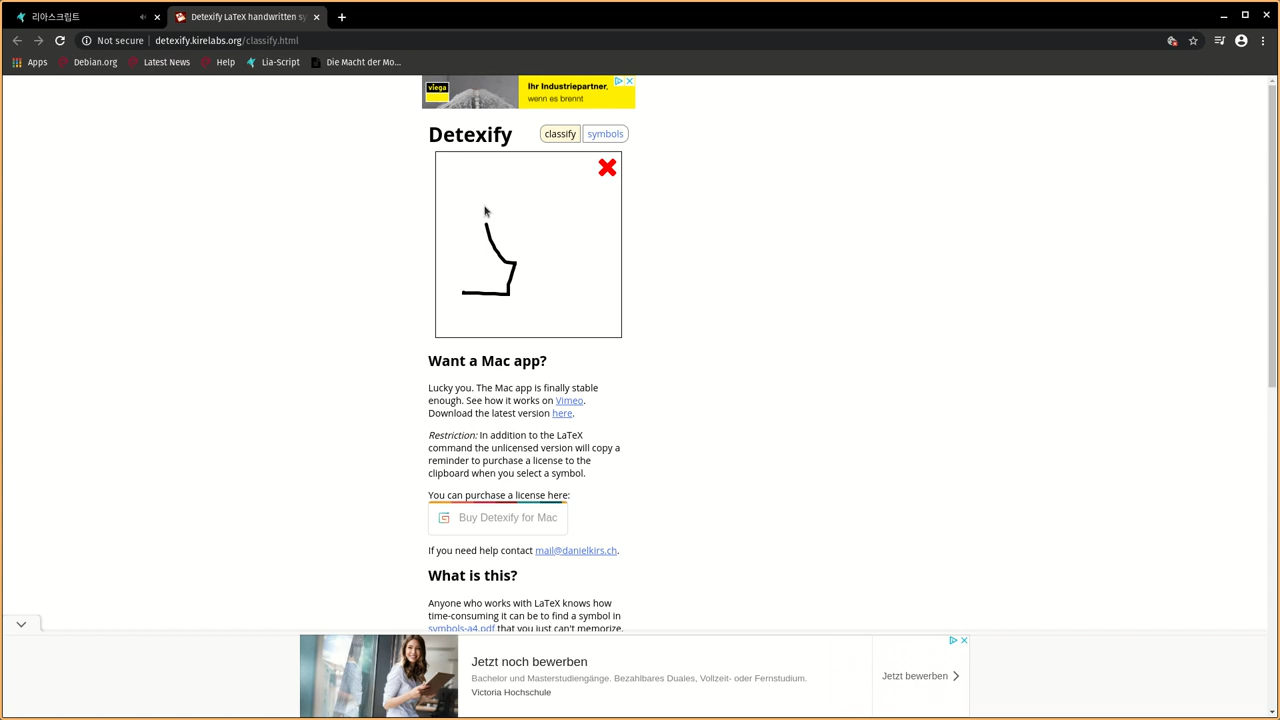 리아스크립트
Detexify LaTeX handwritten sy
Not secure
detexify.kirelabs.org/classify.html
Apps
Debian.org
Latest News
Help
Lia-Script
Die Macht der Mo...
viega
Ihr Industriepartner,
wenn es brennt
Detexify
classify
symbols
Want a Mac app?
Lucky you. The Mac app is finally stable
enough. See how it works on Vimeo.
Download the latest version here.
Restriction: In addition to the LaTeX
command the unlicensed version will copy a
reminder to purchase a license to the
clipboard when you select a symbol.
You can purchase a license here:
Buy Detexify for Mac
If you need help contact mail@danielkirs.ch.
What is this?
Anyone who works with LaTeX knows how
time-consuming it can be to find a symbol in
symbols-a4.pdf that you just can't memorize.
Jetzt noch bewerben
Bachelor und Masterstudiengänge. Bezahlbares Duales, Vollzeit- oder Fernstudium.
Victoria Hochschule
Jetzt bewerben